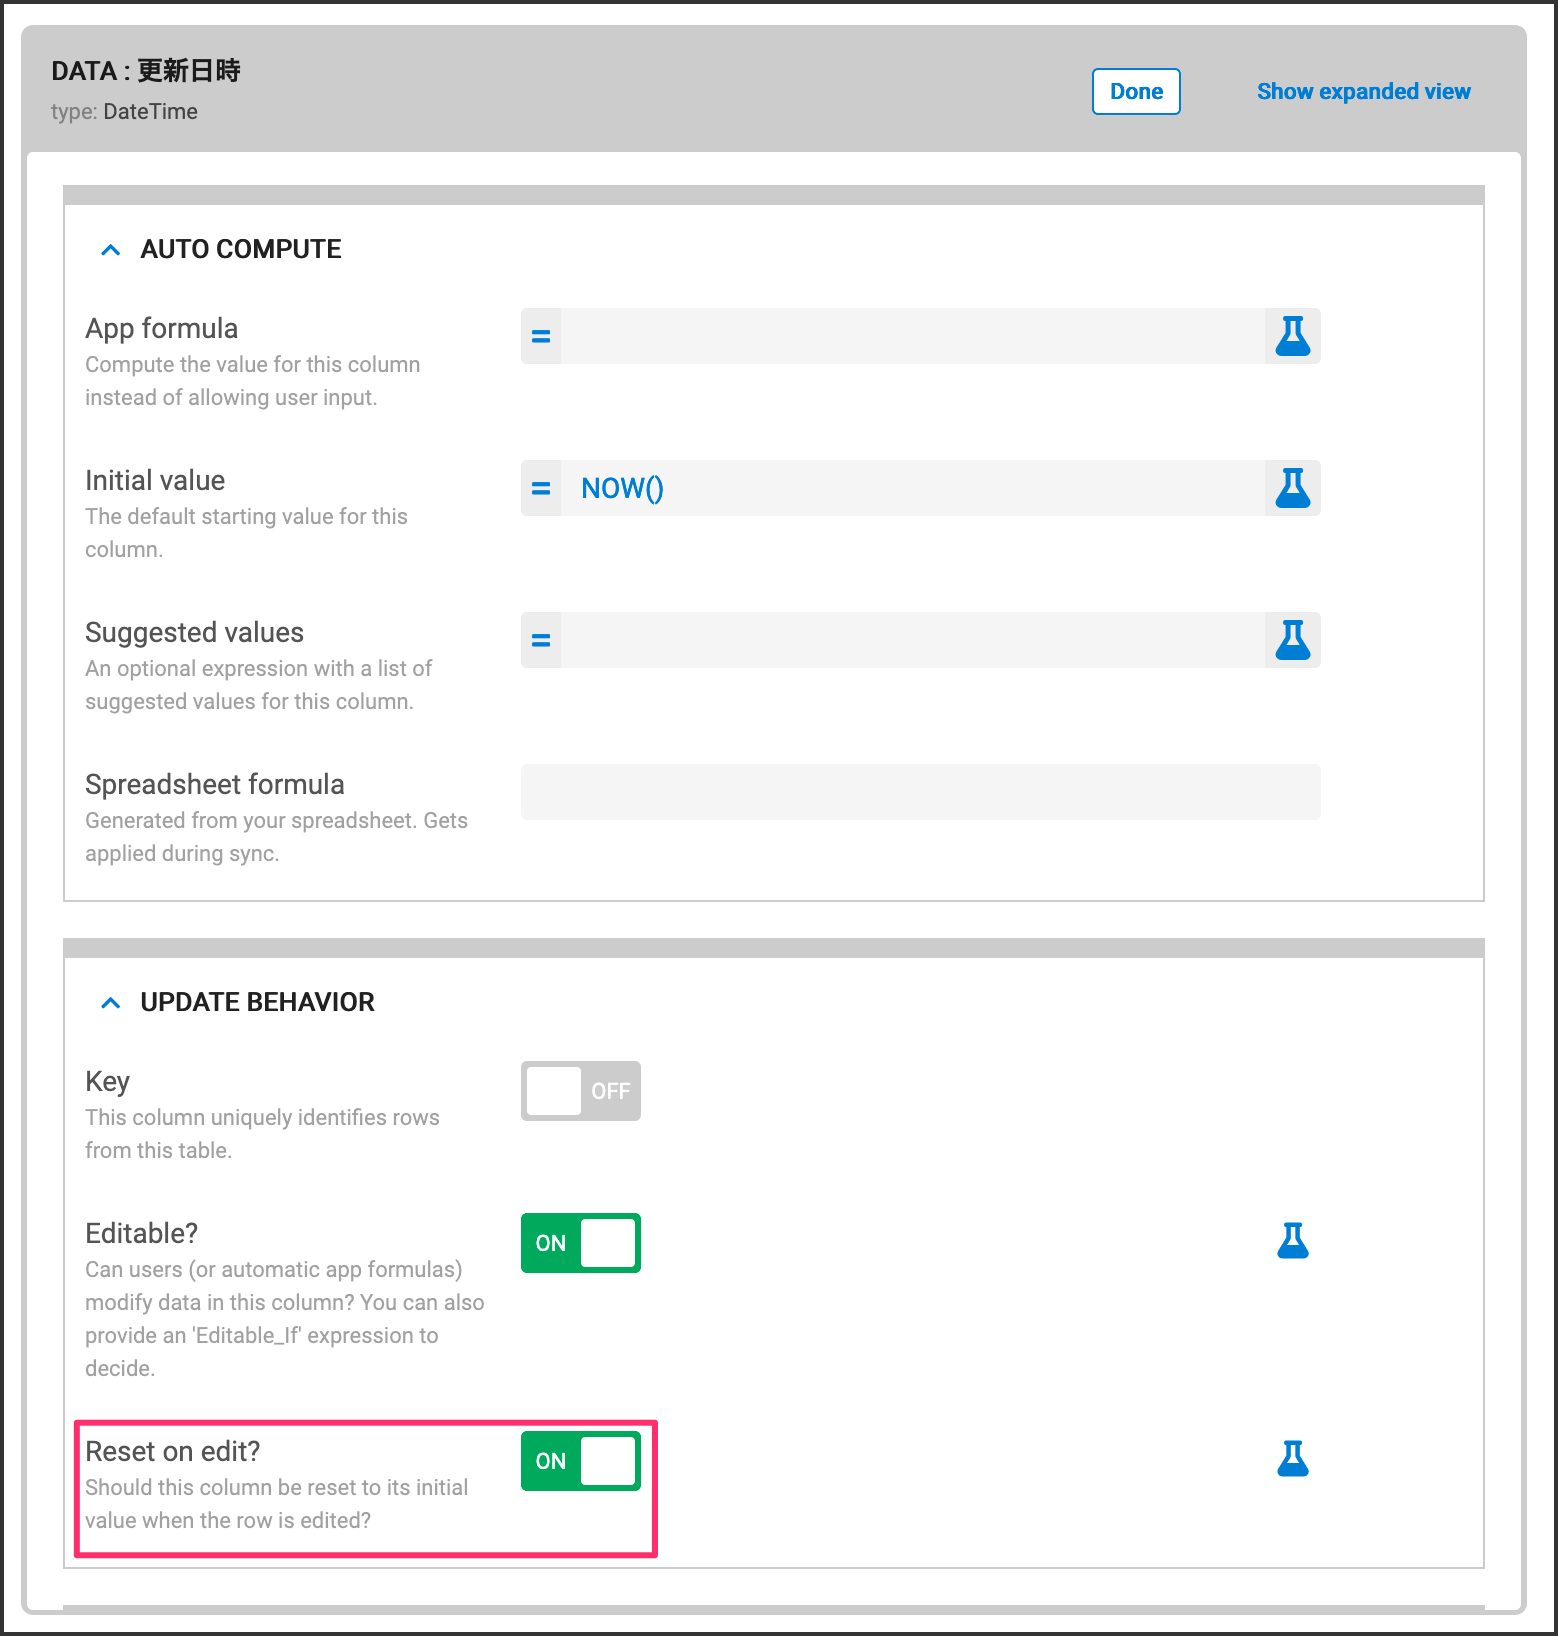 DATA : 更新日時
type: DateTime
Done
Show expanded view
AUTO COMPUTE
App formula
Compute the value for this column
instead of allowing user input.
=
Initial value
The default starting value for this
column.
= NOW()
Suggested values
An optional expression with a list of
suggested values for this column.
=
Spreadsheet formula
Generated from your spreadsheet. Gets
applied during sync.
UPDATE BEHAVIOR
Key
This column uniquely identifies rows
from this table.
OFF
Editable?
Can users (or automatic app formulas)
modify data in this column? You can also
provide an 'Editable_If' expression to
decide.
ON
Reset on edit?
Should this column be reset to its initial
value when the row is edited?
ON